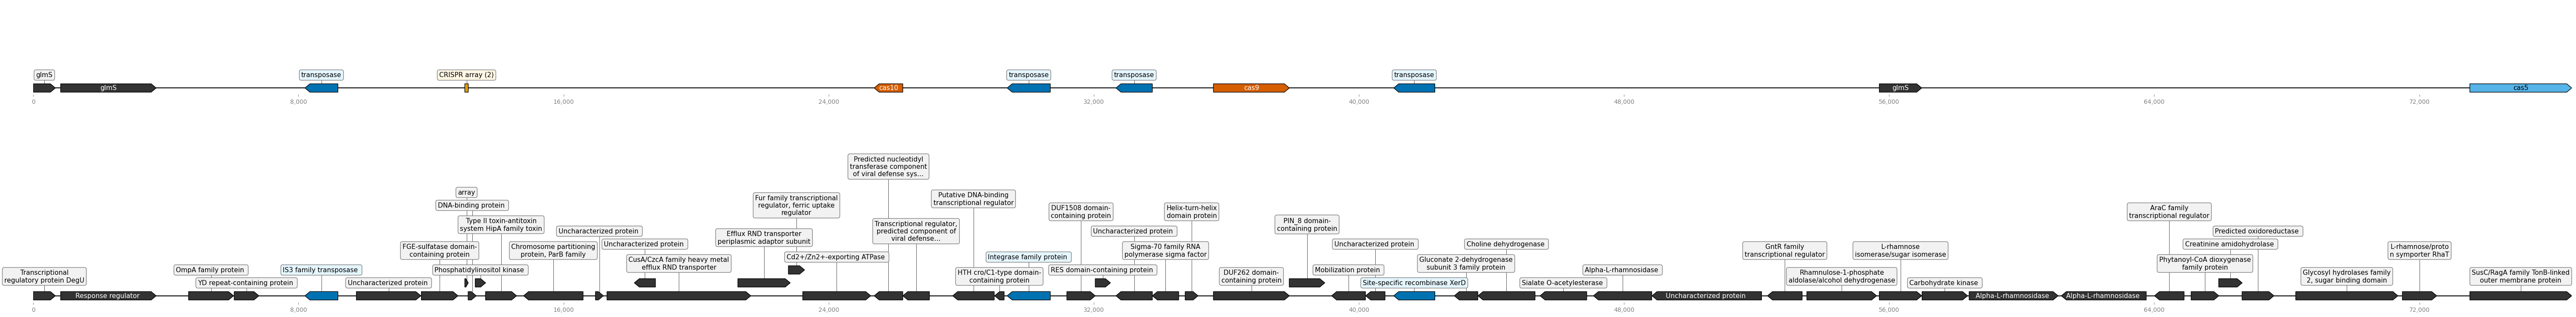 glmS
glmS
transposase
CRISPR array (2)
cas10
transposase
transposase
cas9
transposase
glmS
cas5
0
8,000
16,000
24,000
32,000
40,000
48,000
56,000
64,000
72,000
Transcriptional
regulatory protein DegU
Response regulator
OmpA family protein
YD repeat-containing protein
IS3 family transposase
Uncharacterized protein
FGE-sulfatase domain-
containing protein
array
DNA-binding protein
Phosphatidylinositol kinase
Type II toxin-antitoxin
system HipA family toxin
Chromosome partitioning
protein, ParB family
Uncharacterized protein
Uncharacterized protein
CusA/CzcA family heavy metal
efflux RND transporter
Efflux RND transporter
periplasmic adaptor subunit
Fur family transcriptional
regulator, ferric uptake
regulator
Cd2+/Zn2+-exporting ATPase
Predicted nucleotidyl
transferase component
of viral defense sys...
Transcriptional regulator,
predicted component of
viral defense...
Putative DNA-binding
transcriptional regulator
HTH cro/C1-type domain-
containing protein
Integrase family protein
DUF1508 domain-
containing protein
RES domain-containing protein
Uncharacterized protein
Sigma-70 family RNA
polymerase sigma factor
Helix-turn-helix
domain protein
DUF262 domain-
containing protein
PIN_8 domain-
containing protein
Mobilization protein
Uncharacterized protein
Site-specific recombinase XerD
Gluconate 2-dehydrogenase
subunit 3 family protein
Choline dehydrogenase
Sialate O-acetylesterase
Alpha-L-rhamnosidase
Uncharacterized protein
GntR family
transcriptional regulator
Rhamnulose-1-phosphate
aldolase/alcohol dehydrogenase
L-rhamnose
isomerase/sugar isomerase
Carbohydrate kinase
Alpha-L-rhamnosidase
Alpha-L-rhamnosidase
AraC family
transcriptional regulator
Phytanoyl-CoA dioxygenase
family protein
Creatinine amidohydrolase
Predicted oxidoreductase
Glycosyl hydrolases family
2, sugar binding domain
L-rhamnose/proto
n symporter RhaT
SusC/RagA family TonB-linked
outer membrane protein
0
8,000
16,000
24,000
32,000
40,000
48,000
56,000
64,000
72,000